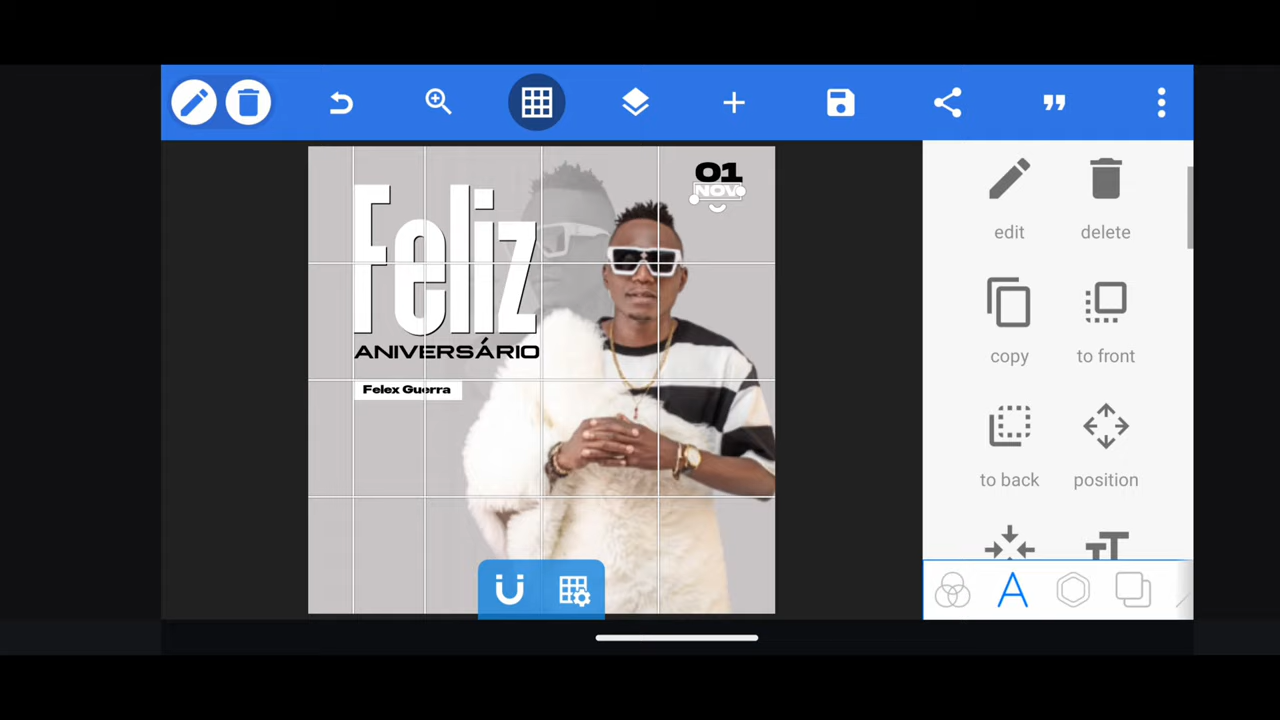 01
NOV
Feliz
ANIVERSÁRIO
Felex Guerra
edit
delete
copy
to front
to back
position